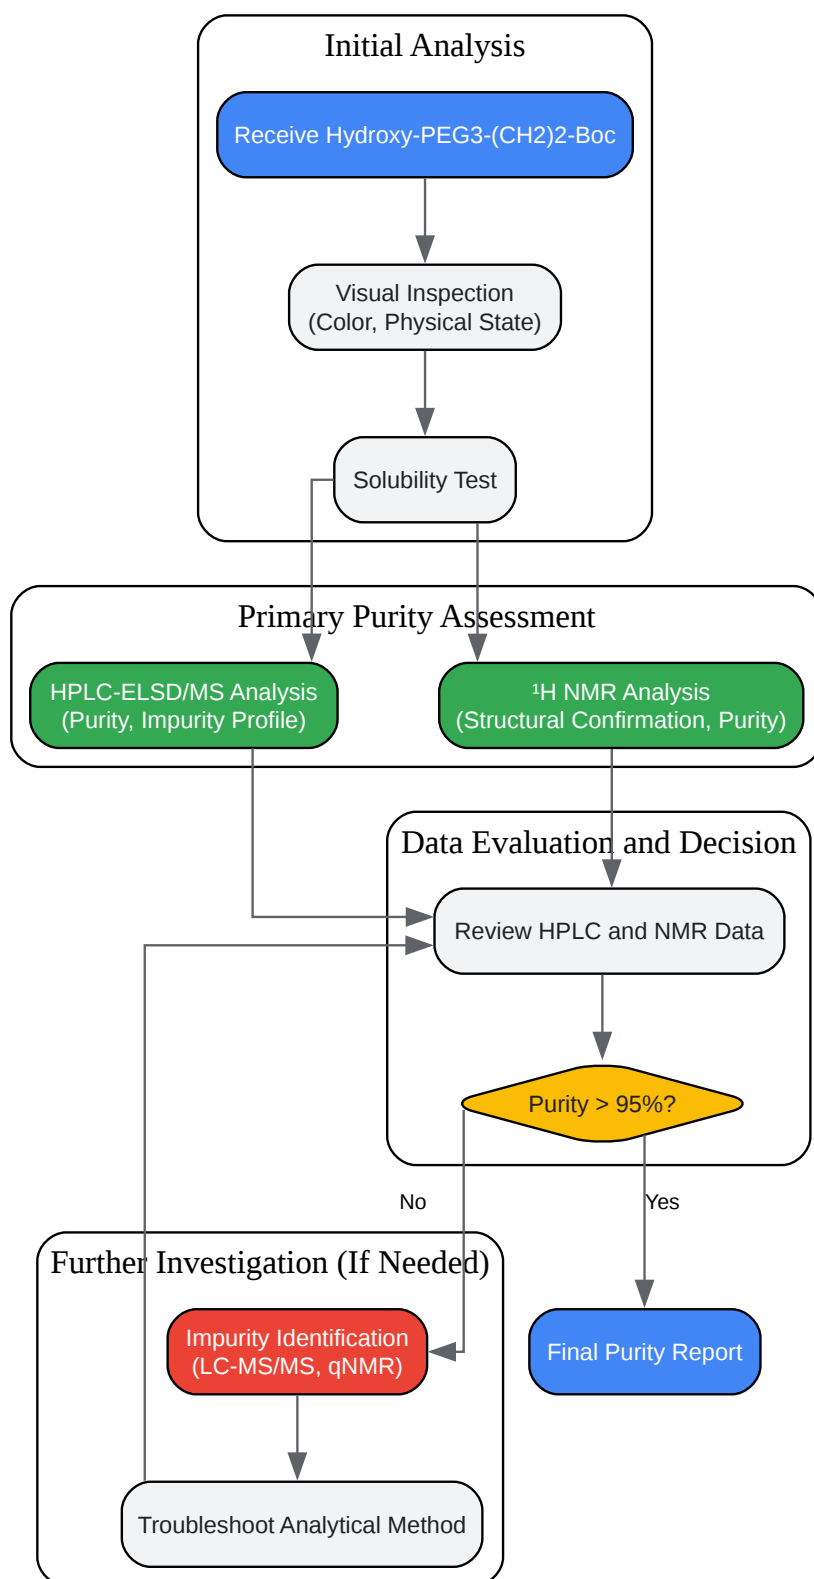 Initial Analysis
Receive Hydroxy-PEG3-(CH2)2-Boc
Visual Inspection
(Color, Physical State)
Solubility Test
Primary Purity Assessment
HPLC-ELSD/MS Analysis
(Purity, Impurity Profile)
¹H NMR Analysis
(Structural Confirmation, Purity)
Data Evaluation and Decision
Review HPLC and NMR Data
Purity > 95%?
No
Yes
Further Investigation (If Needed)
Impurity Identification
(LC-MS/MS, qNMR)
Final Purity Report
Troubleshoot Analytical Method